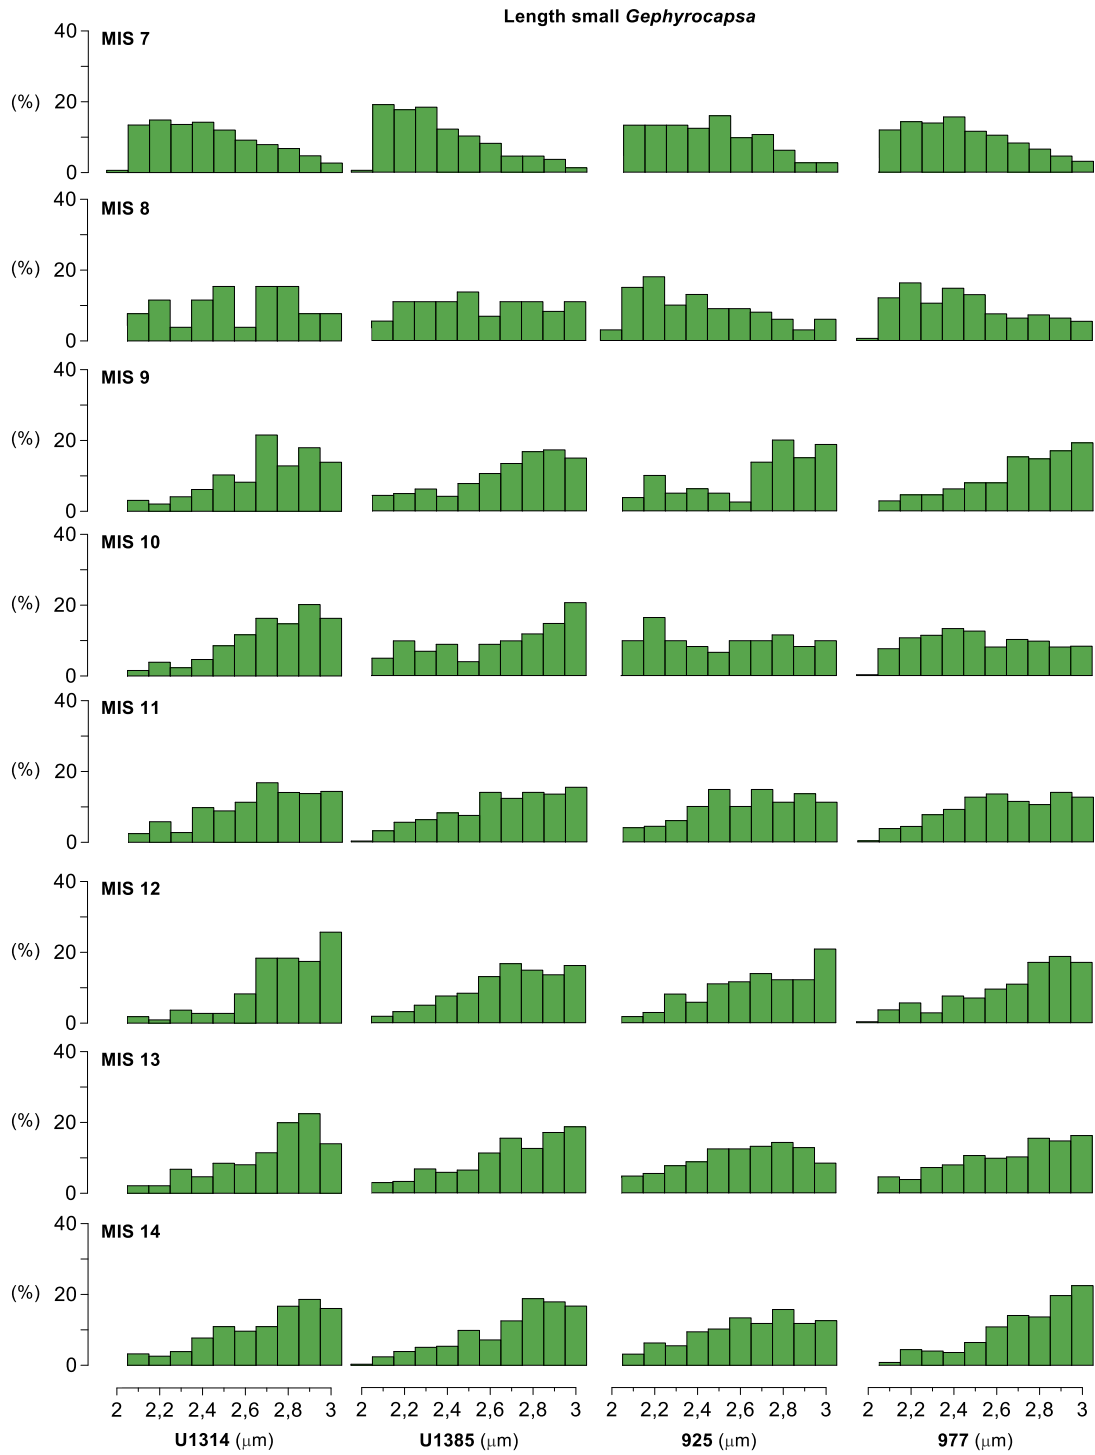 Length small Gephyrocapsa
MIS 7
40
(%) 20
0
MIS 8
40
(%) 20
0
MIS 9
40
(%) 20
0
MIS 10
40
(%) 20
0
MIS 11
40
(%) 20
0
MIS 12
40
(%) 20
0
MIS 13
40
(%) 20
0
MIS 14
40
(%) 20
0
2 2,2 2,4 2,6 2,8 3 2 2,2 2,4 2,6 2,8 3 2 2,2 2,4 2,6 2,8 3 2 2,2 2,4 2,6 2,8 3
U1314 (μm) U1385 (μm) 925 (μm) 977 (μm)